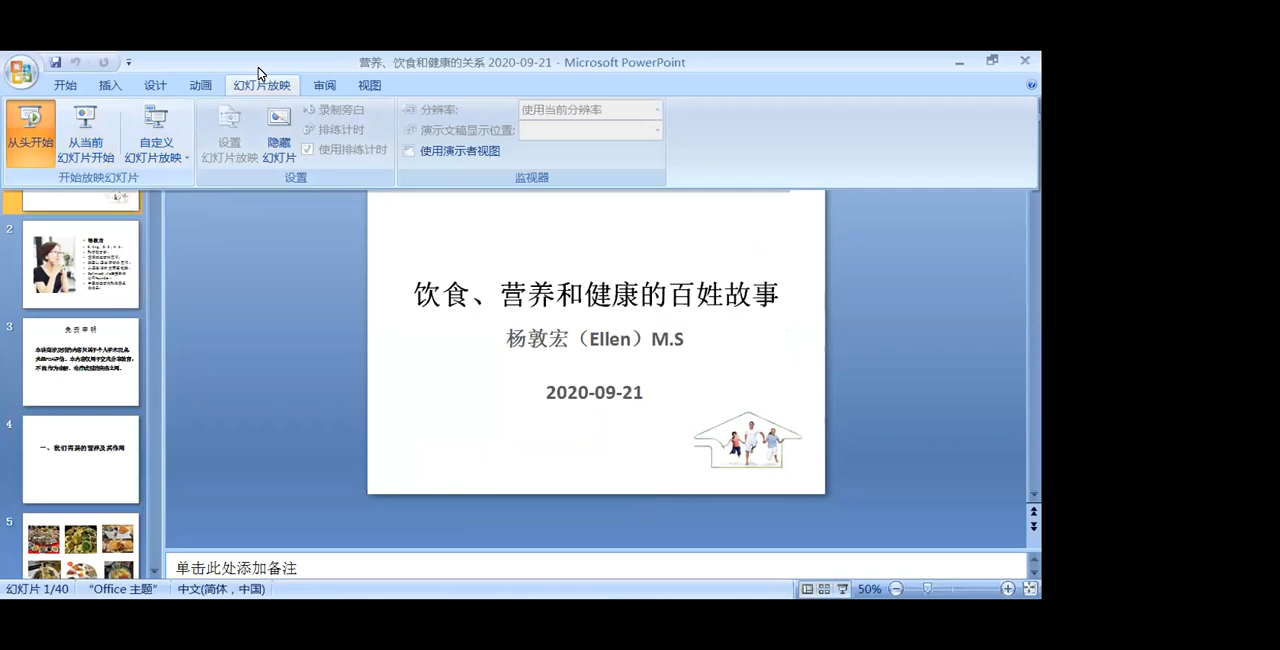 营养、饮食和健康的关系 2020-09-21 - Microsoft PowerPoint
开始 插入 设计 动画 幻灯片放映 审阅 视图
从头开始
从当前
幻灯片开始
自定义
幻灯片放映
开始放映幻灯片
设置
幻灯片放映
隐藏
幻灯片
录制旁白
排练计时
使用排练计时
设置
分辨率: 使用当前分辨率
演示文稿显示位置:
使用演示者视图
监视器
2
3
免责申明
4
一、我们需要的营养及其作用
5
饮食、营养和健康的百姓故事
杨敦宏（Ellen）M.S
2020-09-21
单击此处添加备注
幻灯片 1/40 “Office 主题” 中文(简体，中国) 50%